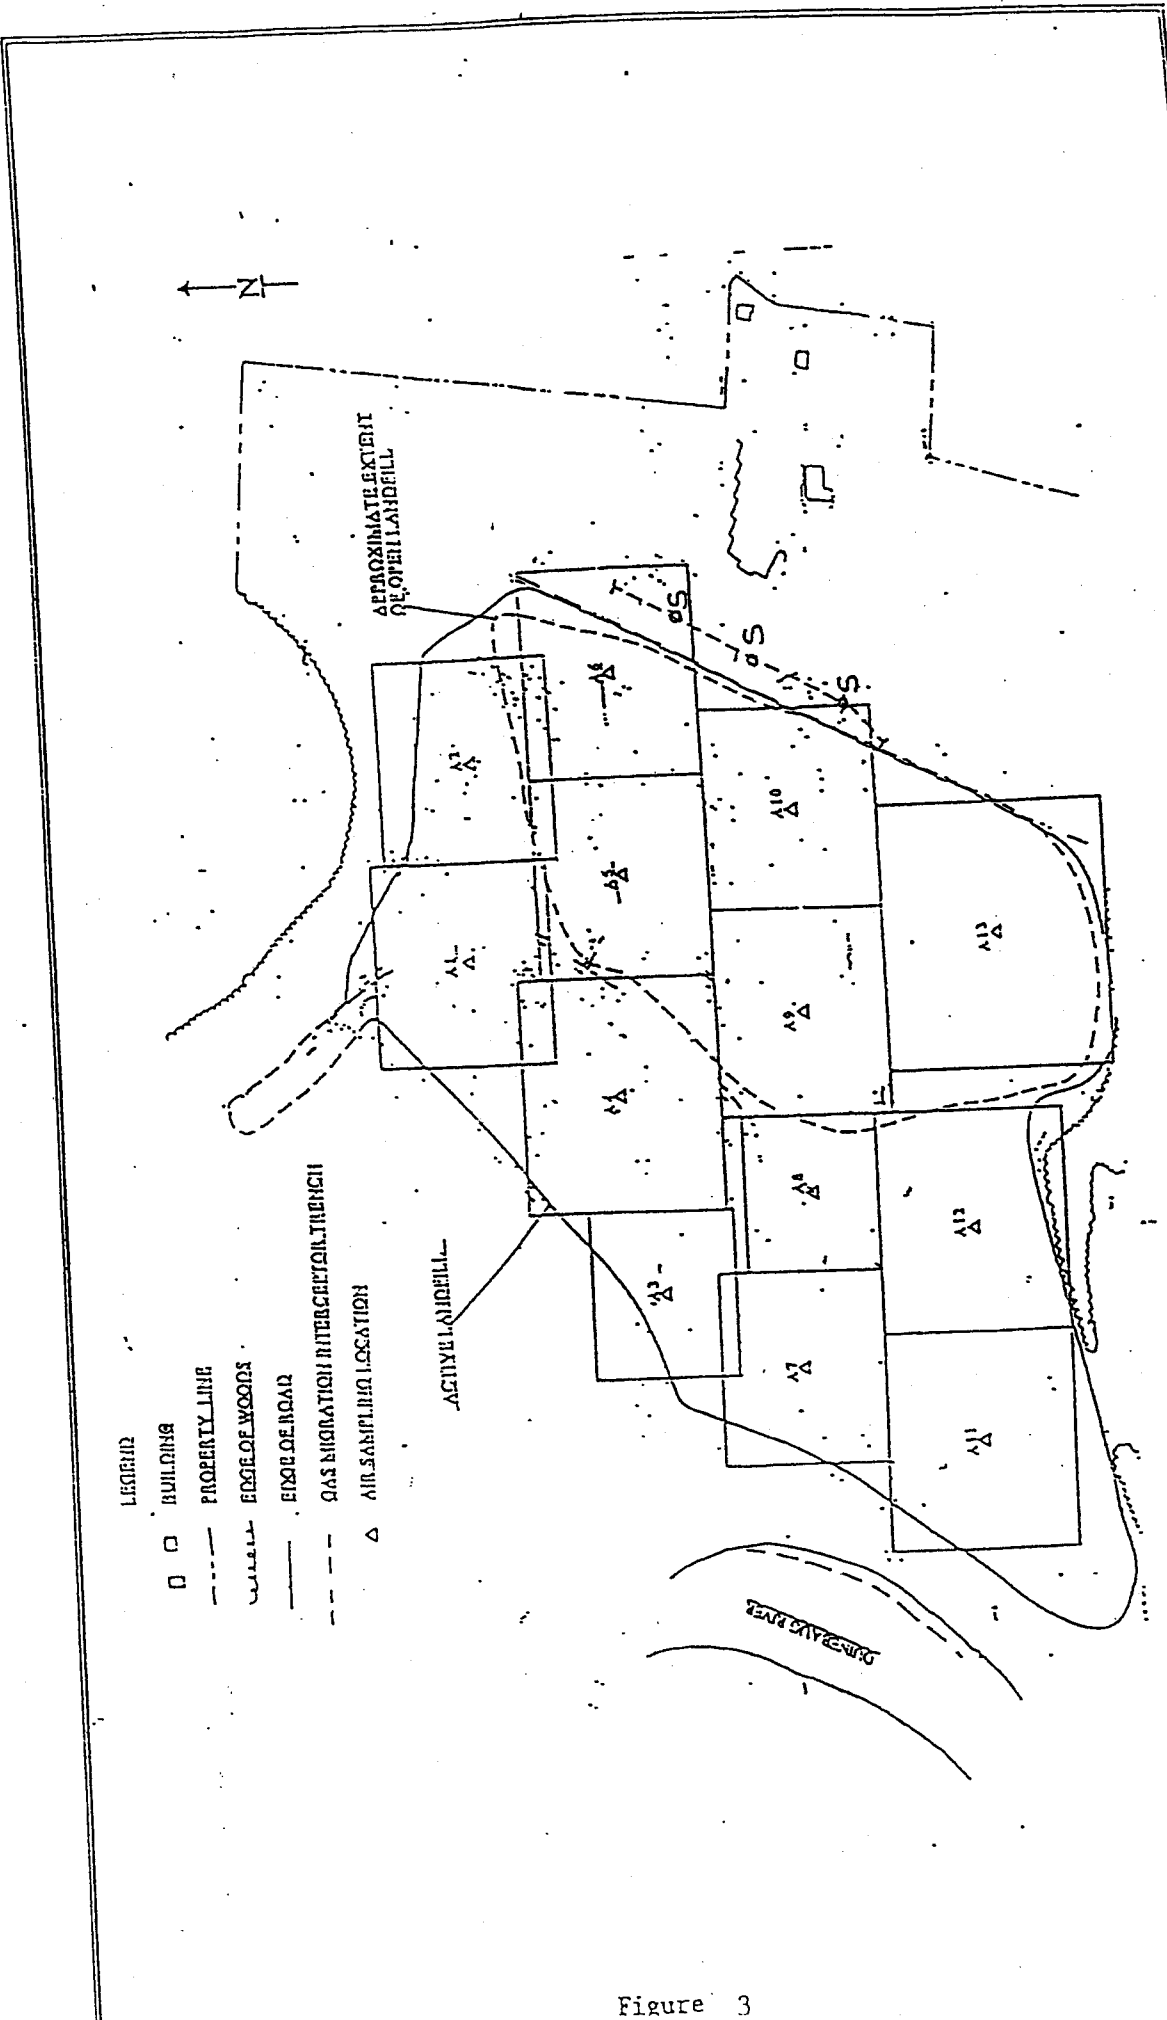 N
APPROXIMATE EXTENT
OF OPEN LANDFILL
A2
A6
S
S
S
A1
A5
A10
A4
A9
A13
A3
A8
A12
A7
A11
ACTIVE LANDFILL
LEGEND
BUILDING
PROPERTY LINE
EDGE OF WOODS
EDGE OF ROAD
GAS MIGRATION INTERCEPTOR TRENCH
AIR SAMPLING LOCATION
QUINEBAUG RIVER
Figure 3